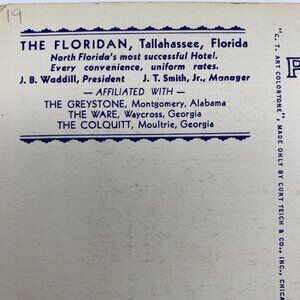 19
THE FLORIDAN, Tallahassee, Florida
North Florida's most successful Hotel.
Every convenience, uniform rates.
J. B. Waddill, President J. T. Smith, Jr., Manager
— AFFILIATED WITH —
THE GREYSTONE, Montgomery, Alabama
THE WARE, Waycross, Georgia
THE COLQUITT, Moultrie, Georgia
"C. T. ART COLORTONE", MADE ONLY BY CURT TEICH & CO., INC.,
P